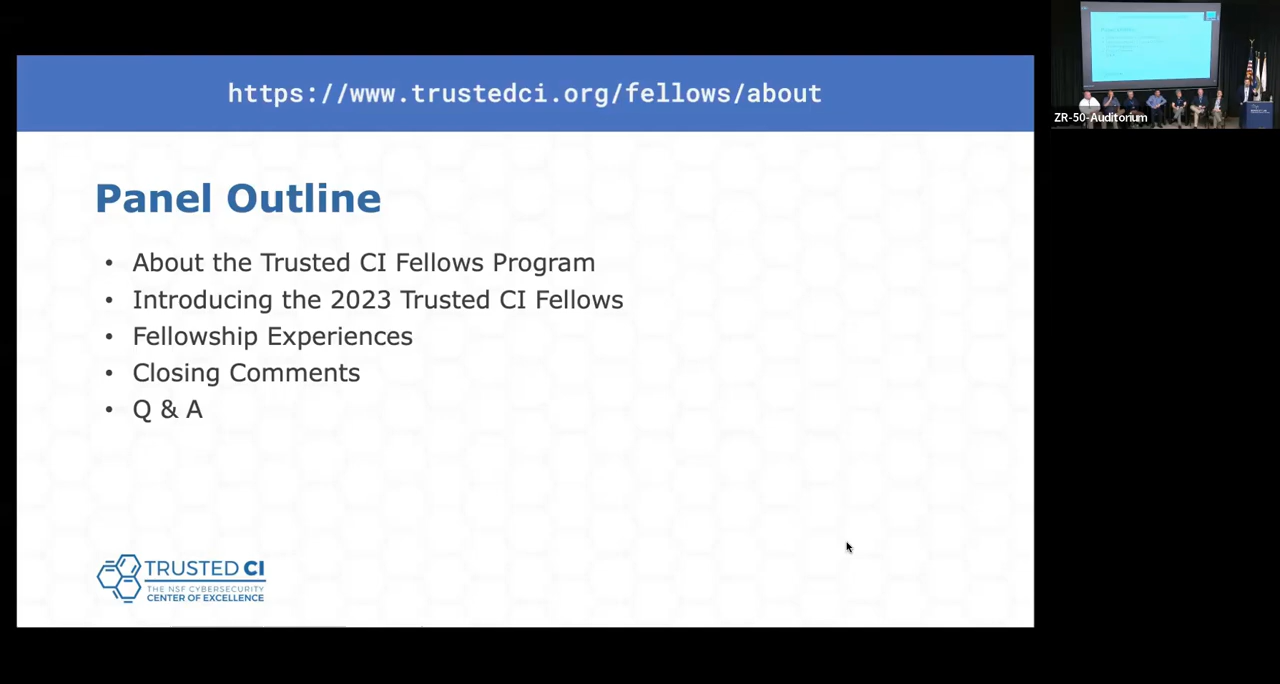 https://www.trustedci.org/fellows/about
Panel Outline
• About the Trusted CI Fellows Program
• Introducing the 2023 Trusted CI Fellows
• Fellowship Experiences
• Closing Comments
• Q & A
TRUSTED CI
THE NSF CYBERSECURITY
CENTER OF EXCELLENCE
ZR-50-Auditorium